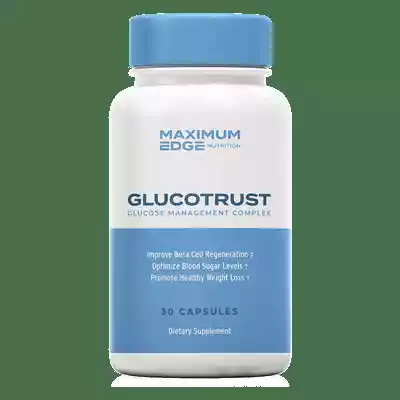 MAXIMUM
EDGE NUTRITION
GLUCOTRUST
GLUCOSE MANAGEMENT COMPLEX
Improve Beta Cell Regeneration †
Optimize Blood Sugar Levels †
Promote Healthy Weight Loss †
30 CAPSULES
Dietary Supplement